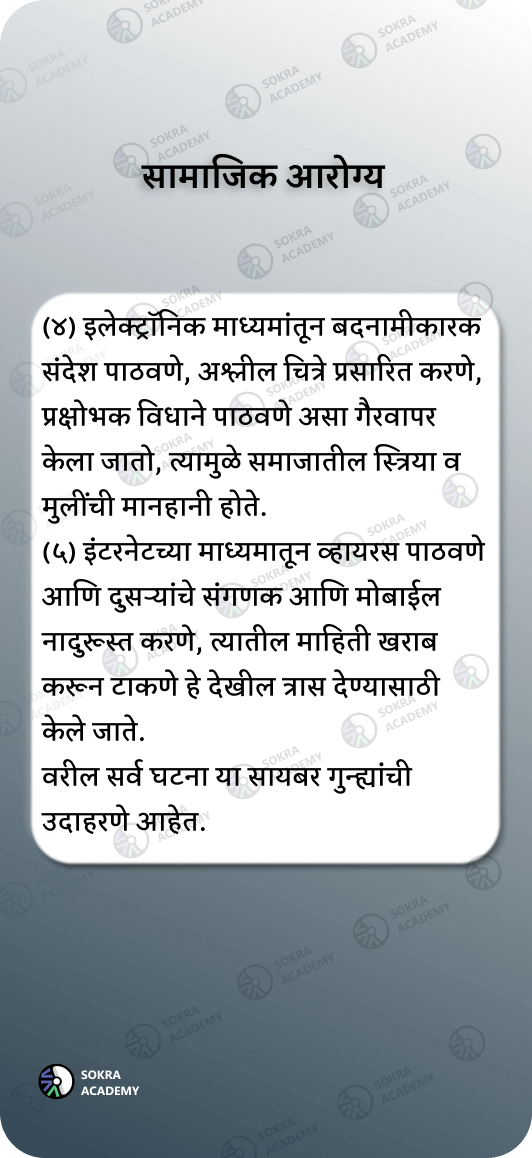 सामाजिक आरोग्य
(४) इलेक्ट्रॉनिक माध्यमांतून बदनामीकारक
संदेश पाठवणे, अश्लील चित्रे प्रसारित करणे,
प्रक्षोभक विधाने पाठवणे असा गैरवापर
केला जातो, त्यामुळे समाजातील स्त्रिया व
मुलींची मानहानी होते.
(५) इंटरनेटच्या माध्यमातून व्हायरस पाठवणे
आणि दुसऱ्यांचे संगणक आणि मोबाईल
नादुरूस्त करणे, त्यातील माहिती खराब
करून टाकणे हे देखील त्रास देण्यासाठी
केले जाते.
वरील सर्व घटना या सायबर गुन्ह्यांची
उदाहरणे आहेत.
SOKRA
ACADEMY